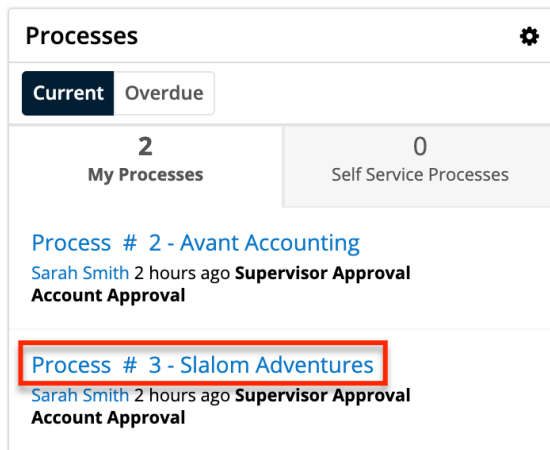 Processes
Current Overdue
2 0
My Processes Self Service Processes
Process # 2 - Avant Accounting
Sarah Smith 2 hours ago Supervisor Approval
Account Approval
Process # 3 - Slalom Adventures
Sarah Smith 2 hours ago Supervisor Approval
Account Approval